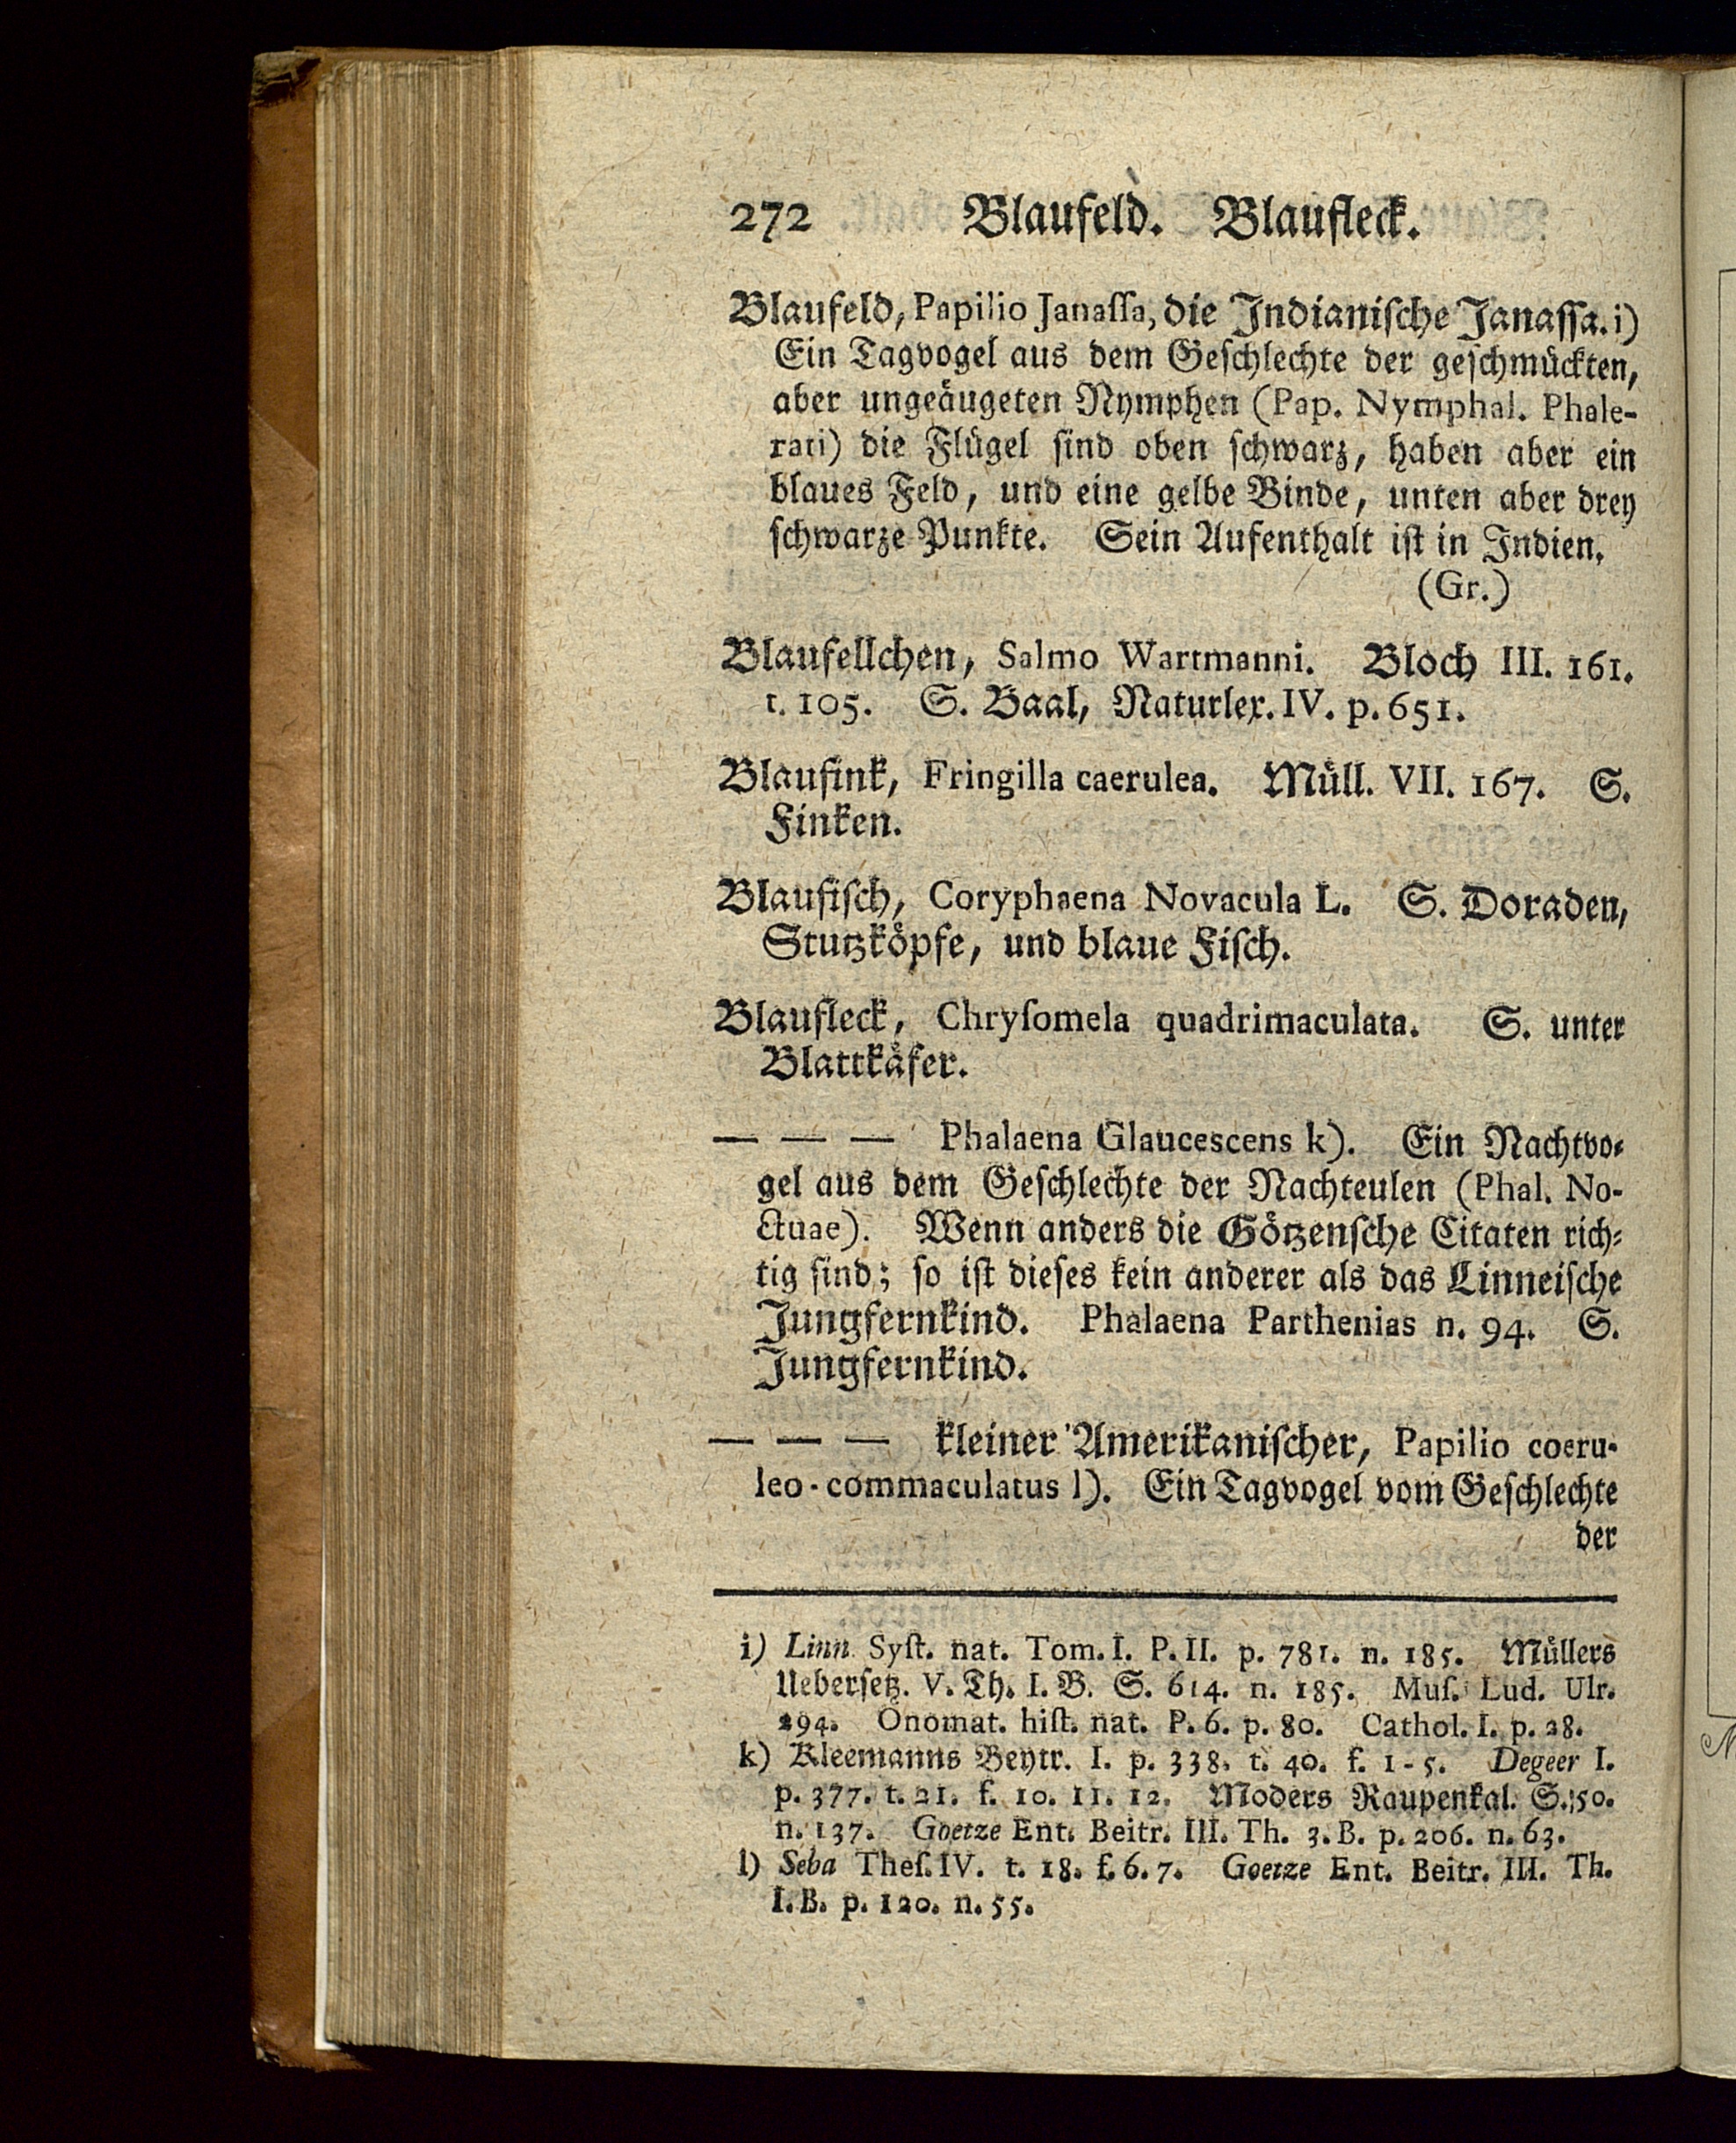 272 Blaufeld. Blaufleck.
Blaufeld, Papilio Janaſſa, die Indianiſche Janaſſa. i)
Ein Tagvogel aus dem Geſchlechte der geſchmückten,
aber ungeäugeten Nymphen (Pap. Nymphal. Phale-
rati) die Flügel ſind oben ſchwarz, haben aber ein
blaues Feld, und eine gelbe Binde, unten aber drey
ſchwarze Punkte. Sein Aufenthalt iſt in Indien.
(Gr.)
Blaufellchen, Salmo Wartmanni. Bloch III. 161.
t. 105. S. Baal, Naturlex. IV. p. 651.
Blaufink, Fringilla caerulea. Müll. VII. 167. S.
Finken.
Blaufiſch, Coryphaena Novacula L. S. Doraden,
Stutzköpfe, und blaue Fiſch.
Blaufleck, Chryſomela quadrimaculata. S. unter
Blattkäfer.
— — — Phalaena Glaucescens k). Ein Nachtvo-
gel aus dem Geſchlechte der Nachteulen (Phal. No-
ctuae). Wenn anders die Götzenſche Citaten rich-
tig ſind; ſo iſt dieſes kein anderer als das Linneiſche
Jungfernkind. Phalaena Parthenias n. 94. S.
Jungfernkind.
— — — kleiner Amerikaniſcher, Papilio coeru-
leo-commaculatus l). Ein Tagvogel vom Geſchlechte
der
i) Linn. Syſt. nat. Tom. I. P. II. p. 781. n. 185. Müllers
Ueberſetz. V. Th. I. B. S. 614. n. 185. Muſ. Lud. Ulr.
294. Onomat. hiſt. nat. P. 6. p. 80. Cathol. I. p. 28.
k) Kleemanns Beytr. I. p. 338. t. 40. f. 1-5. Degeer I.
p. 377. t. 21. f. 10. 11. 12. Moders Raupenkal. S. 50.
n. 137. Goetze Ent. Beitr. III. Th. 3. B. p. 206. n. 63.
l) Seba Theſ. IV. t. 18. f. 6. 7. Goetze Ent. Beitr. III. Th.
I. B. p. 120. n. 55.